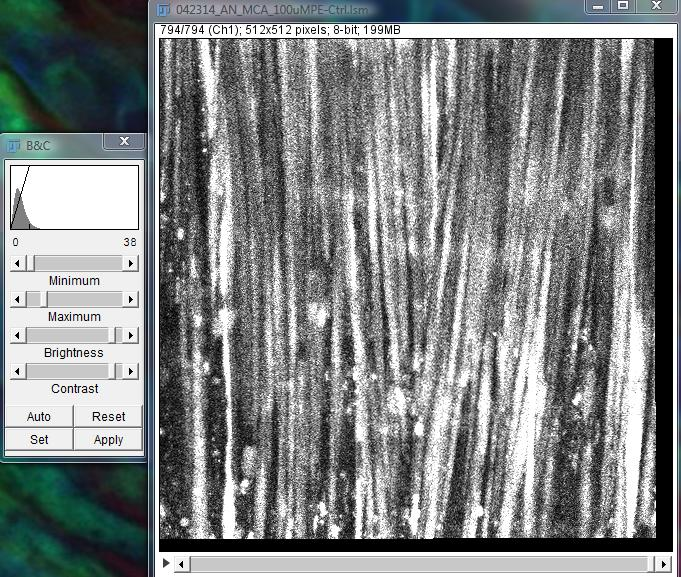 042314_AN_MCA_100uMPE-Ctrl.lsm
794/794 (Ch1); 512x512 pixels; 8-bit; 199MB
B&C
0 38
Minimum
Maximum
Brightness
Contrast
Auto Reset
Set Apply